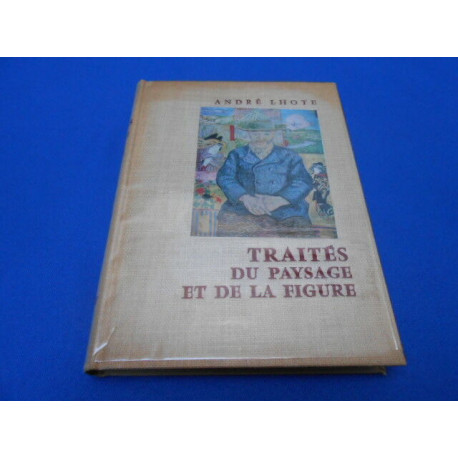 ANDRÉ LHOTE
TRAITÉS
DU PAYSAGE
ET DE LA FIGURE